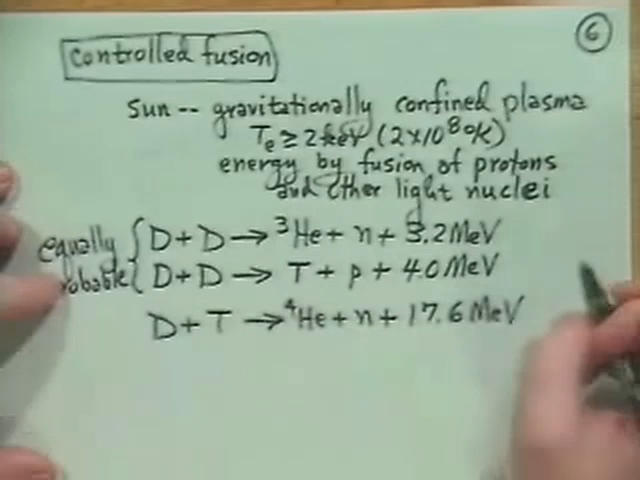 6
controlled fusion
Sun -- gravitationally confined plasma
Te ≥ 2 keV (2×10⁸ °K)
energy by fusion of protons
and other light nuclei
equally probable { D + D → ³He + n + 3.2 MeV
D + D → T + p + 4.0 MeV
D + T → ⁴He + n + 17.6 MeV